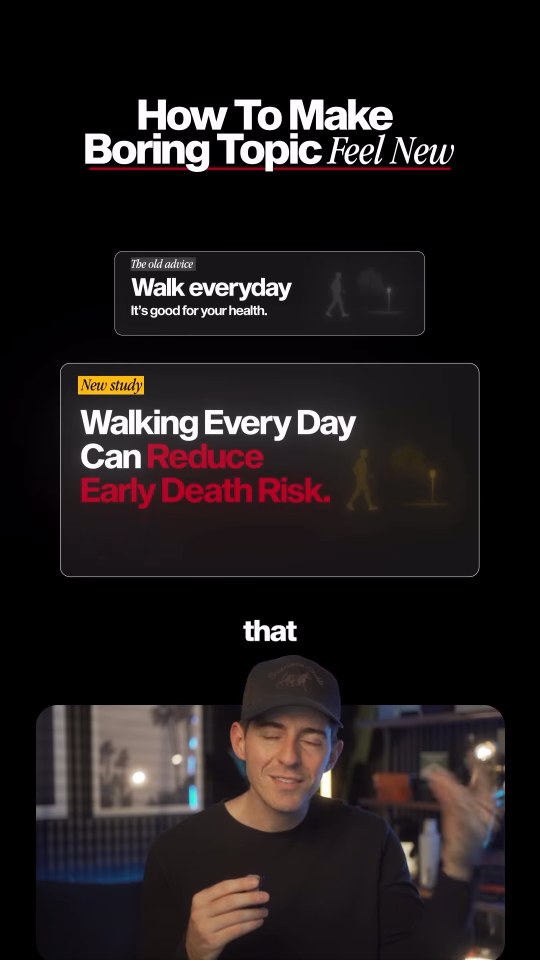 How To Make
Boring Topic Feel New
The old advice
Walk everyday
It's good for your health.
New study
Walking Every Day
Can Reduce
Early Death Risk.
that